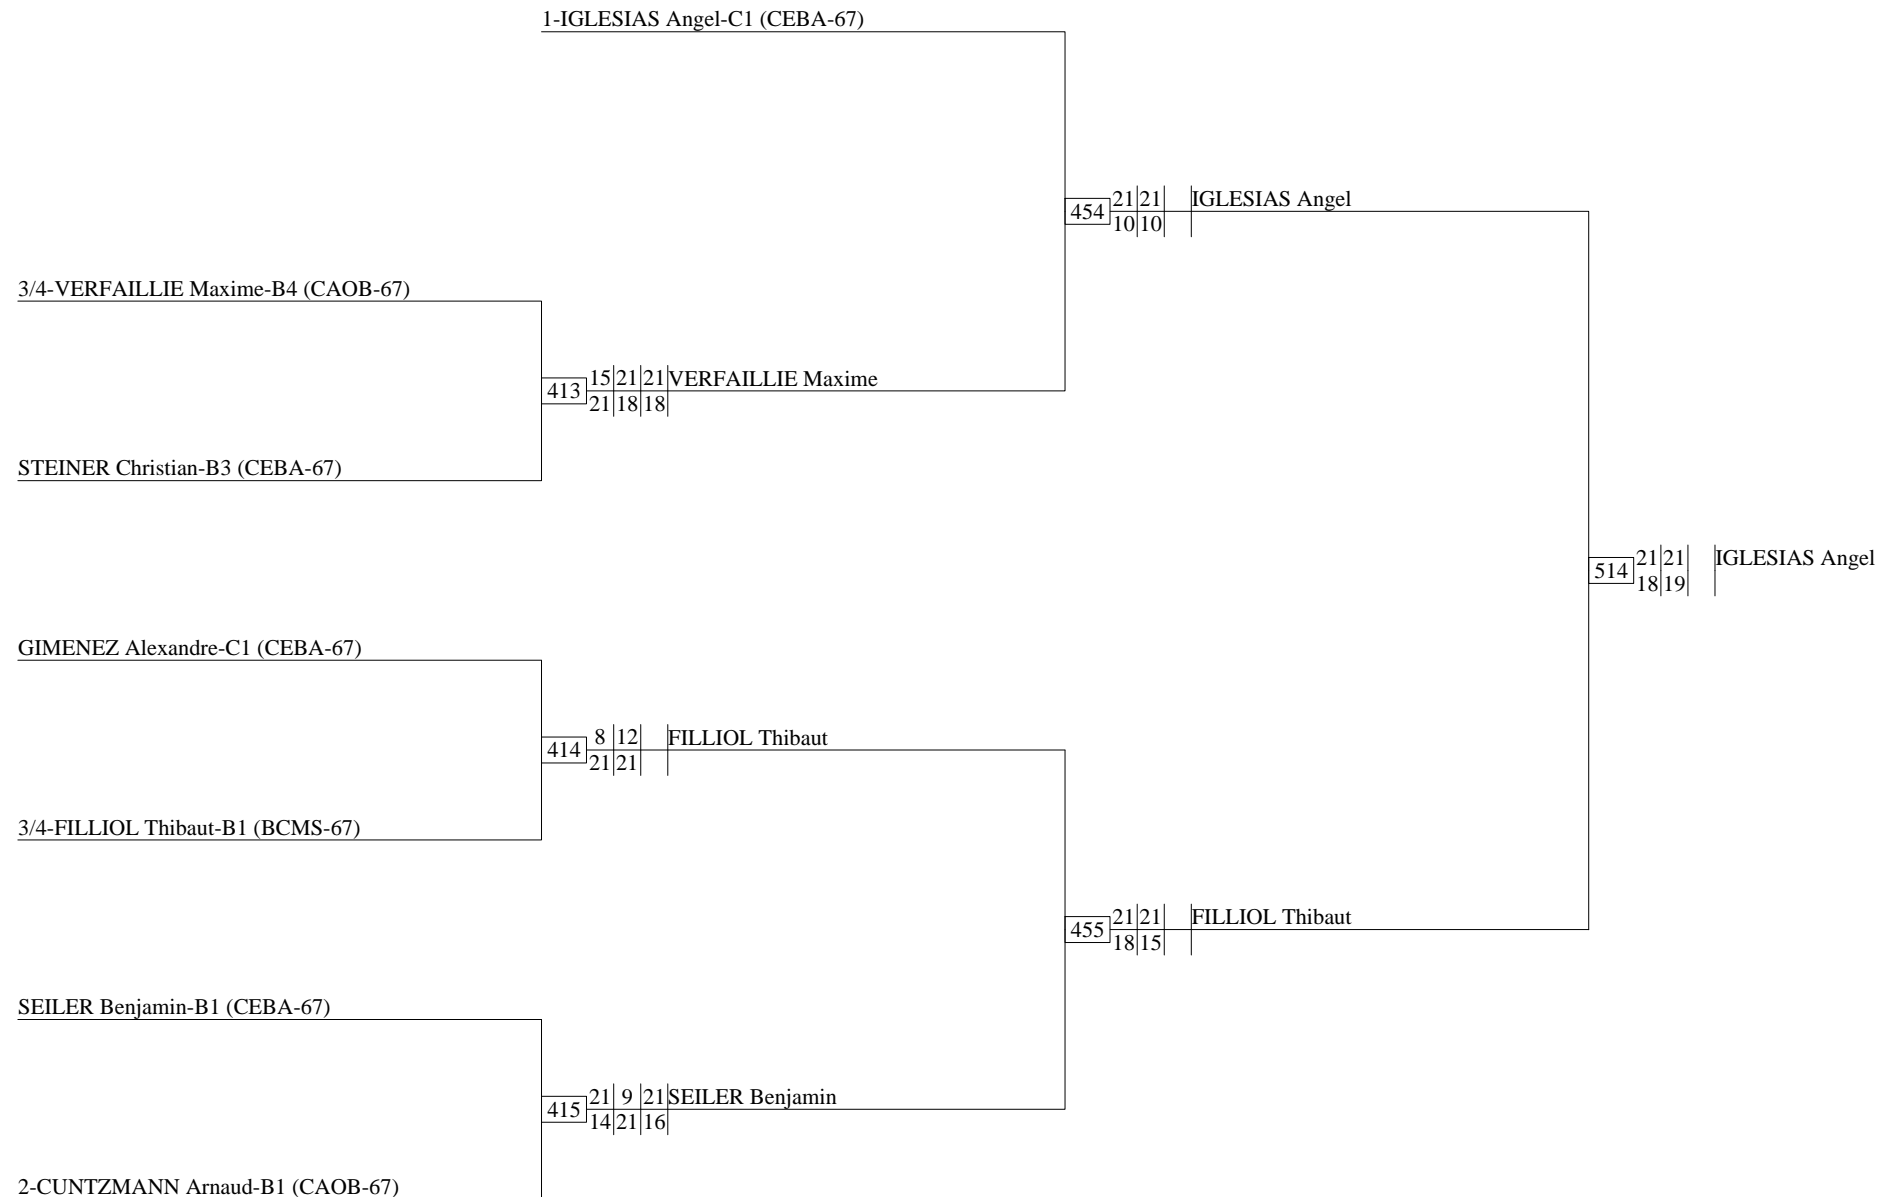 1-IGLESIAS Angel-C1 (CEBA-67)
21 21 IGLESIAS Angel
454
10 10
3/4-VERFAILLIE Maxime-B4 (CAOB-67)
15 21 21 VERFAILLIE Maxime
413
21 18 18
STEINER Christian-B3 (CEBA-67)
21 21 IGLESIAS Angel
514
18 19
GIMENEZ Alexandre-C1 (CEBA-67)
8 12 FILLIOL Thibaut
414
21 21
3/4-FILLIOL Thibaut-B1 (BCMS-67)
21 21 FILLIOL Thibaut
455
18 15
SEILER Benjamin-B1 (CEBA-67)
21 9 21 SEILER Benjamin
415
14 21 16
2-CUNTZMANN Arnaud-B1 (CAOB-67)